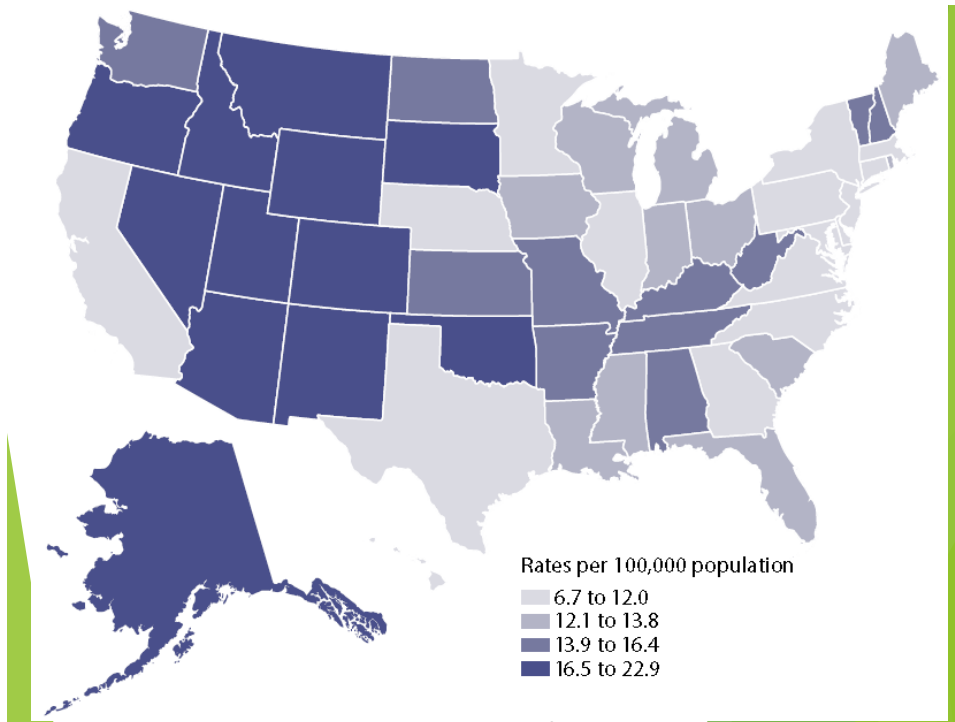 Rates per 100,000 population
6.7 to 12.0
12.1 to 13.8
13.9 to 16.4
16.5 to 22.9